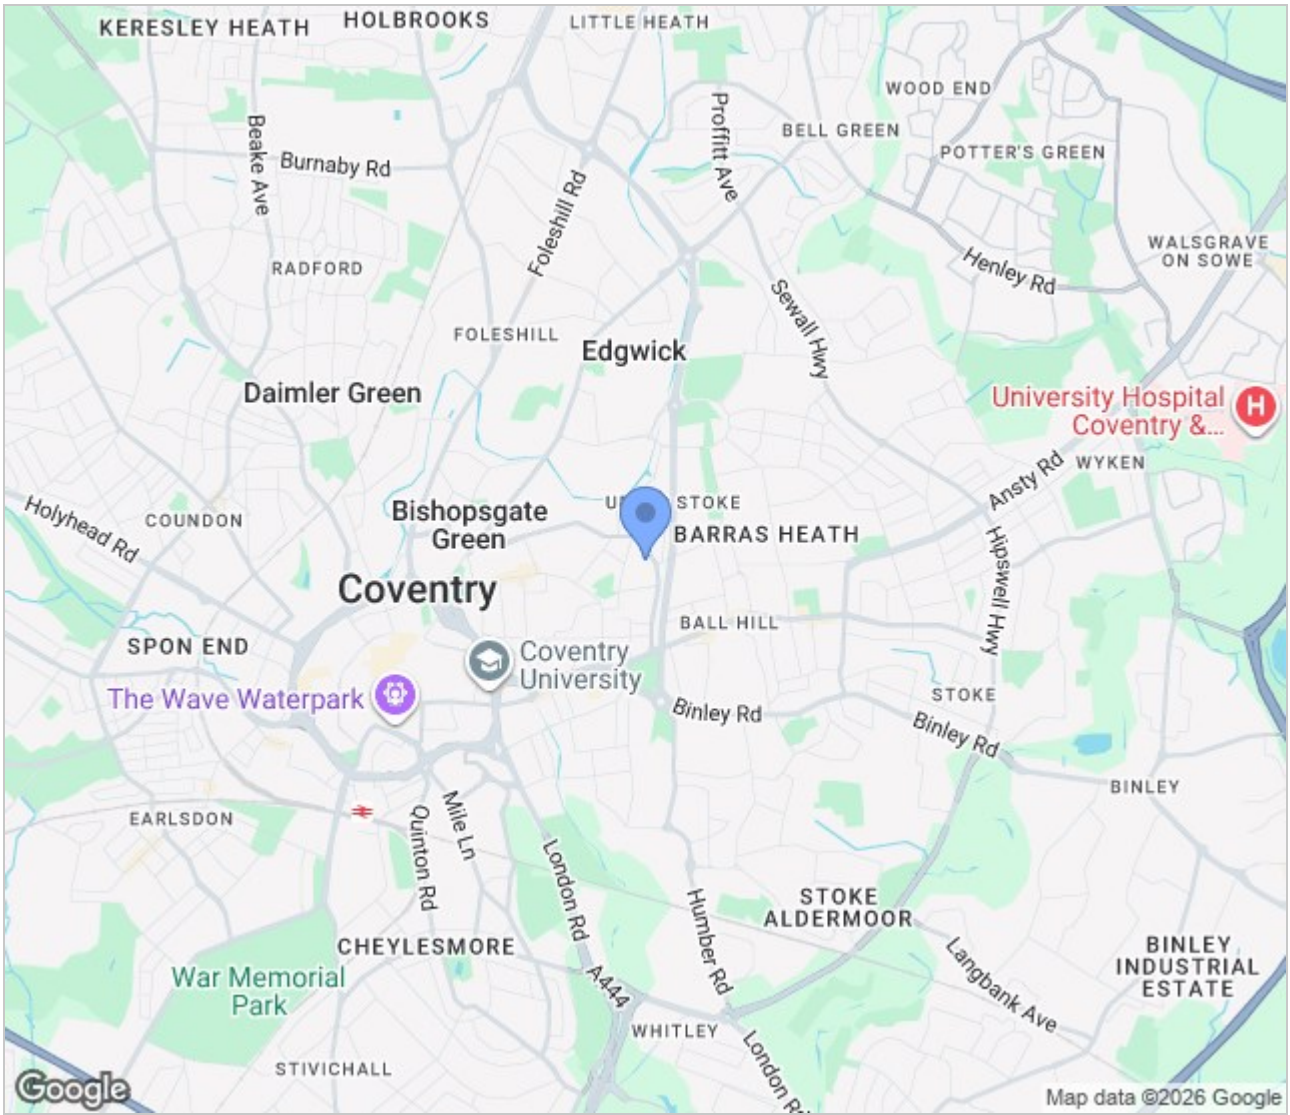 KERESLEY HEATH
HOLBROOKS
LITTLE HEATH
WOOD END
BELL GREEN
POTTER'S GREEN
Beake Ave
Burnaby Rd
Proffitt Ave
Foleshill Rd
WALSGRAVE
ON SOWE
RADFORD
Henley Rd
Sewall Hwy
FOLESHILL
Edgwick
Daimler Green
University Hospital
Coventry &...
H
WYKEN
Ansty Rd
Holyhead Rd
COUNDON
Bishopsgate
Green
STOKE
BARRAS HEATH
Hipswell Hwy
Coventry
BALL HILL
SPON END
Coventry
University
The Wave Waterpark
STOKE
Binley Rd
Binley Rd
BINLEY
EARLSDON
Mile Ln
Quinton Rd
London Rd
STOKE
ALDERMOOR
Humber Rd
CHEYLESMORE
Langbank Ave
BINLEY
INDUSTRIAL
ESTATE
War Memorial
Park
A444
WHITLEY
London Rd
STIVICHALL
Google
Map data ©2026 Google